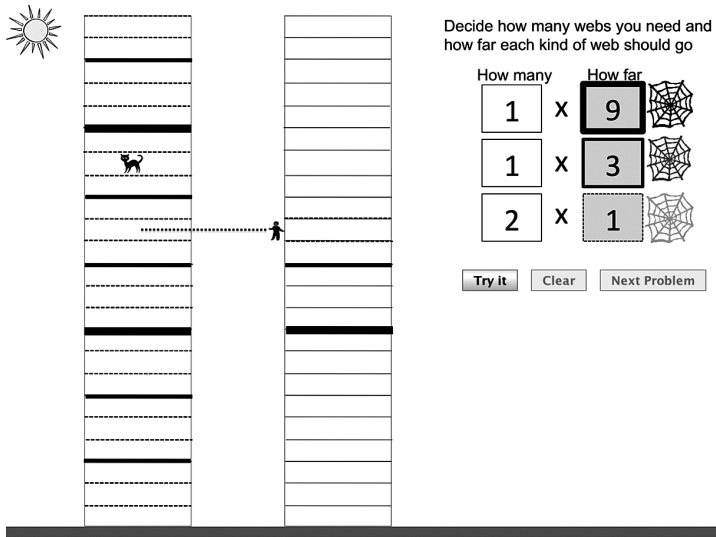 Decide how many webs you need and
how far each kind of web should go
How many How far
1 X 9
1 X 3
2 X 1
Try it Clear Next Problem